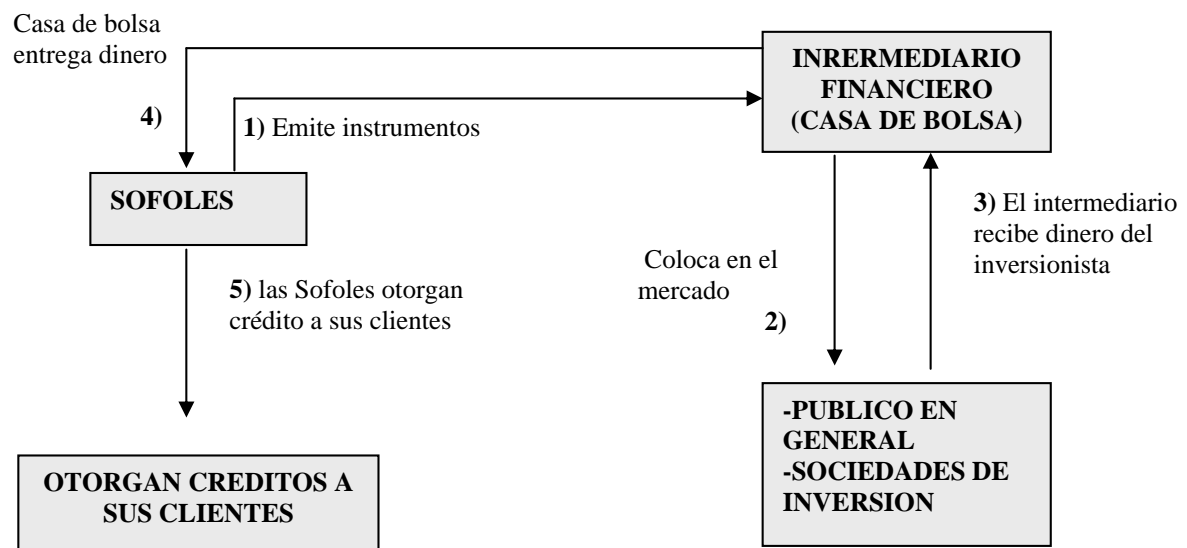 Casa de bolsa
entrega dinero
4)
1) Emite instrumentos
INRERMEDIARIO
FINANCIERO
(CASA DE BOLSA)
SOFOLES
3) El intermediario
recibe dinero del
inversionista
Coloca en el
mercado
2)
5) las Sofoles otorgan
crédito a sus clientes
-PUBLICO EN
GENERAL
-SOCIEDADES DE
INVERSION
OTORGAN CREDITOS A
SUS CLIENTES